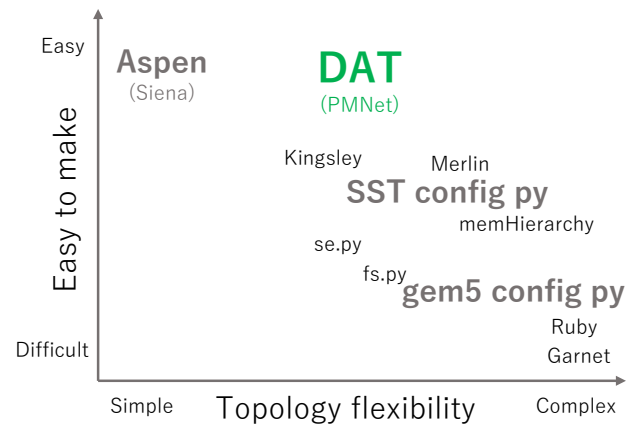 Easy
Aspen
(Siena)
DAT
(PMNet)
Easy to make
Kingsley
Merlin
SST config py
memHierarchy
se.py
fs.py
gem5 config py
Ruby
Difficult
Garnet
Simple
Topology flexibility
Complex